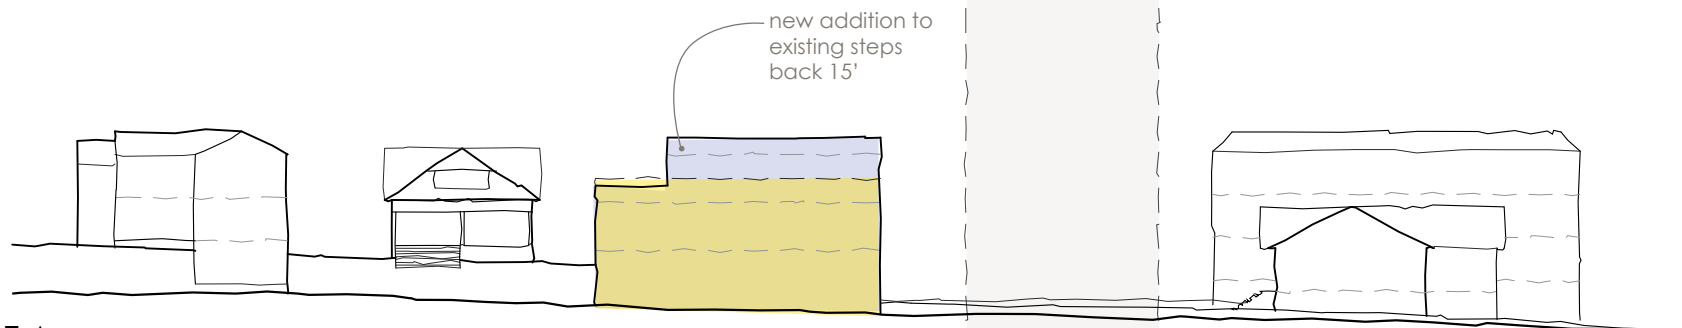 new addition to
existing steps
back 15’